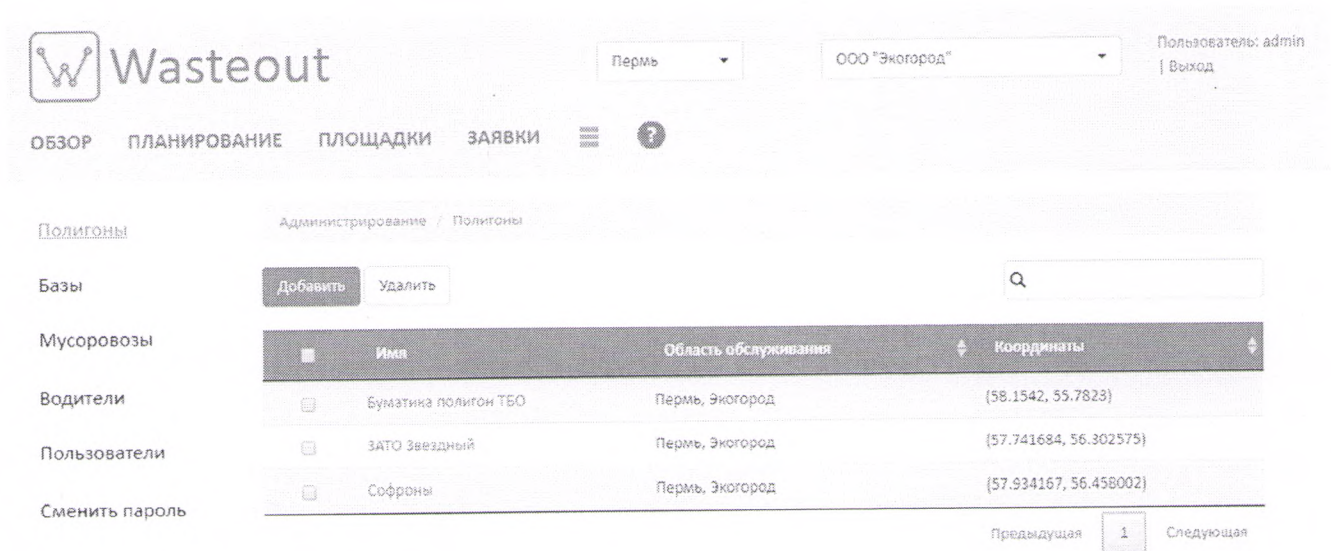 Wasteout
Пермь
ООО "Экогород"
Пользователь: admin
| Выход
ОБЗОР ПЛАНИРОВАНИЕ ПЛОЩАДКИ ЗАЯВКИ ?
Полигоны
Базы
Мусоровозы
Водители
Пользователи
Сменить пароль
Администрирование / Полигоны
Добавить Удалить
Имя Область обслуживания Координаты
Буматика полигон ТБО Пермь, Экогород (58.1542, 55.7823)
ЗАТО Звездный Пермь, Экогород (57.741684, 56.302575)
Софроны Пермь, Экогород (57.934167, 56.458002)
Предыдущая 1 Следующая